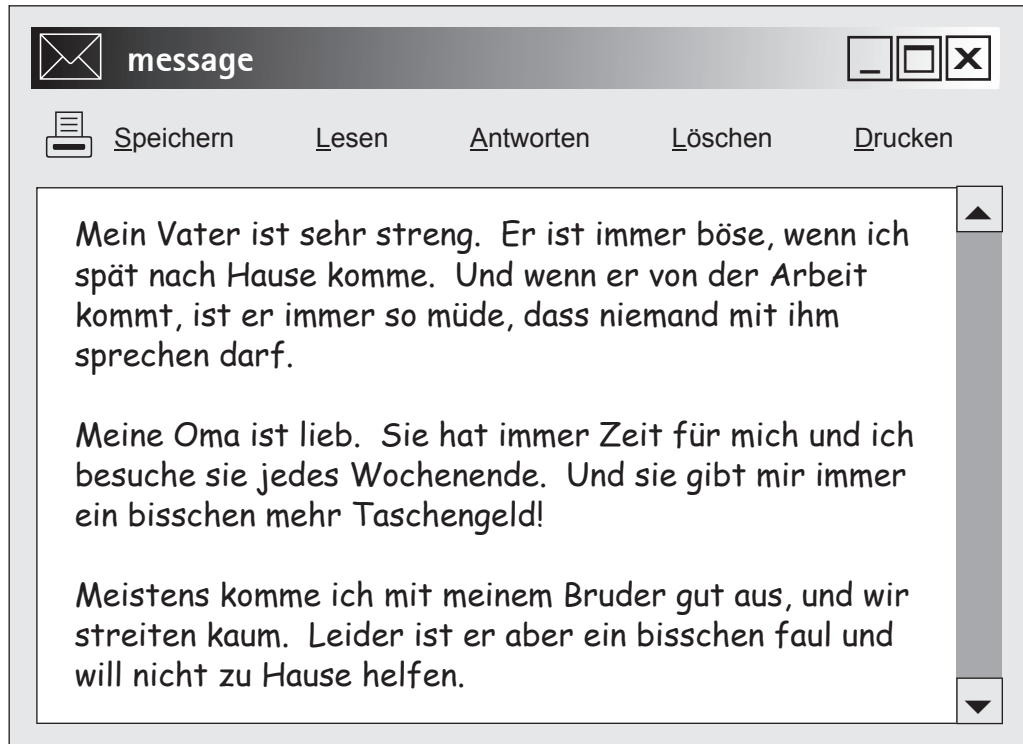 message
Speichern Lesen Antworten Löschen Drucken
Mein Vater ist sehr streng. Er ist immer böse, wenn ich
spät nach Hause komme. Und wenn er von der Arbeit
kommt, ist er immer so müde, dass niemand mit ihm
sprechen darf.
Meine Oma ist lieb. Sie hat immer Zeit für mich und ich
besuche sie jedes Wochenende. Und sie gibt mir immer
ein bisschen mehr Taschengeld!
Meistens komme ich mit meinem Bruder gut aus, und wir
streiten kaum. Leider ist er aber ein bisschen faul und
will nicht zu Hause helfen.